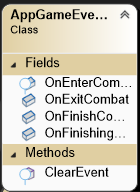 AppGameEve...
Class
Fields
OnEnterCom...
OnExitCombat
OnFinishCo...
OnFinishing...
Methods
ClearEvent